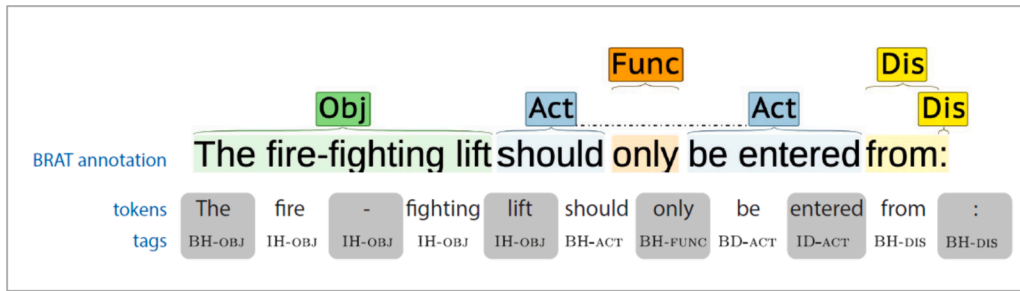 Func Dis
Obj Act Act Dis
BRAT annotation The fire-fighting lift should only be entered from:
tokens The fire - fighting lift should only be entered from :
tags BH-OBJ IH-OBJ IH-OBJ IH-OBJ IH-OBJ BH-ACT BH-FUNC BD-ACT ID-ACT BH-DIS BH-DIS